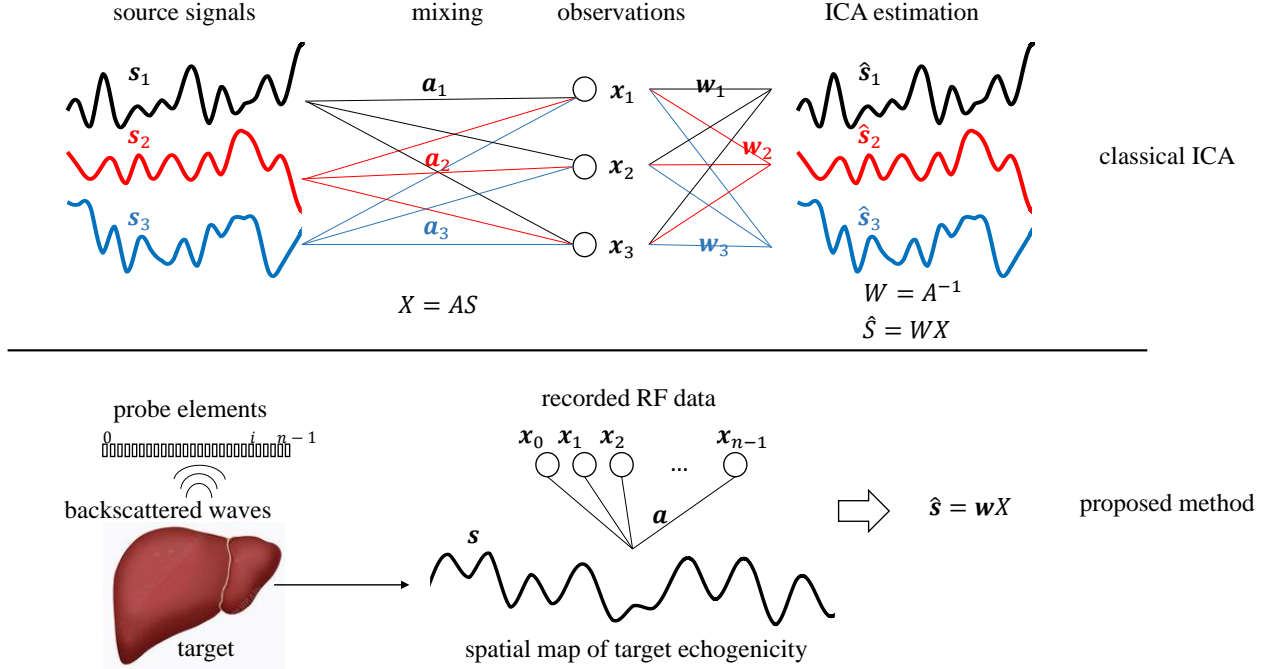 source signals
mixing
observations
ICA estimation
s₁
a₁
x₁
w₁
ŝ₁
s₂
a₂
x₂
w₂
ŝ₂
classical ICA
s₃
a₃
x₃
w₃
ŝ₃
X = AS
W = A⁻¹
Ŝ = WX
probe elements
0 i n − 1
backscattered waves
target
recorded RF data
x₀ x₁ x₂ ... xₙ₋₁
a
s
spatial map of target echogenicity
ŝ = wX
proposed method